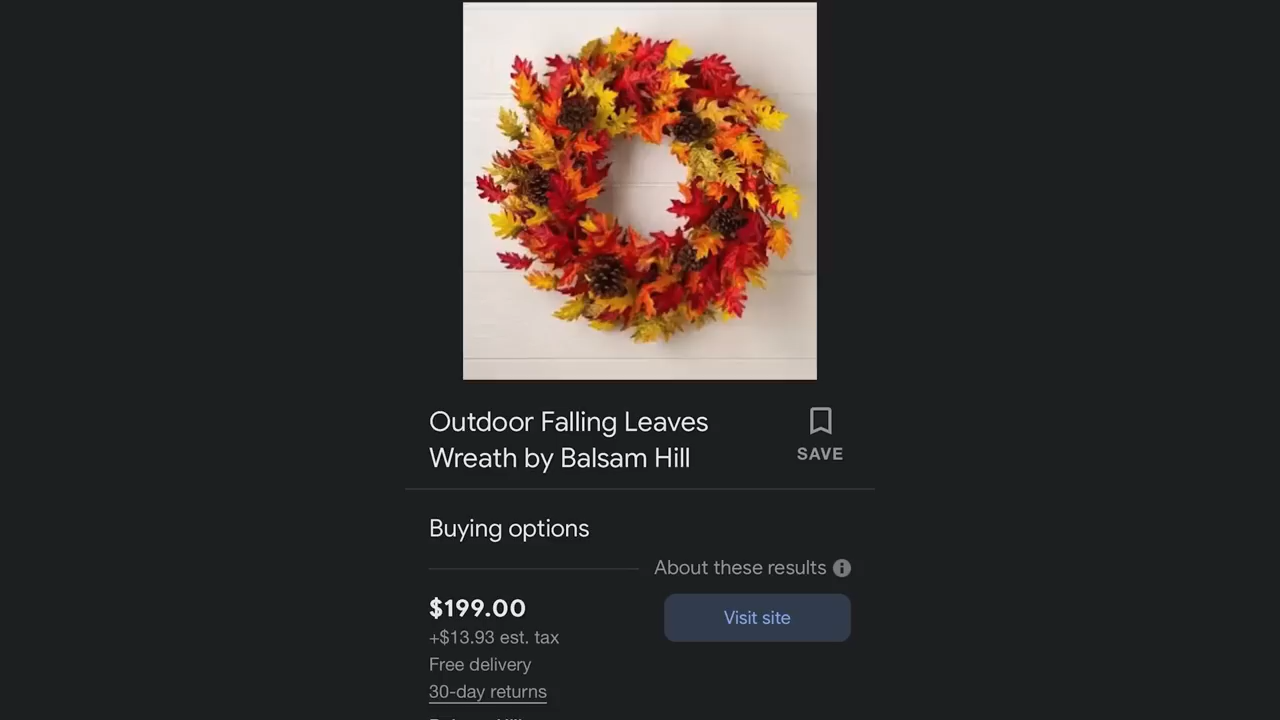 Outdoor Falling Leaves
Wreath by Balsam Hill
SAVE
Buying options
About these results
$199.00
Visit site
+$13.93 est. tax
Free delivery
30-day returns